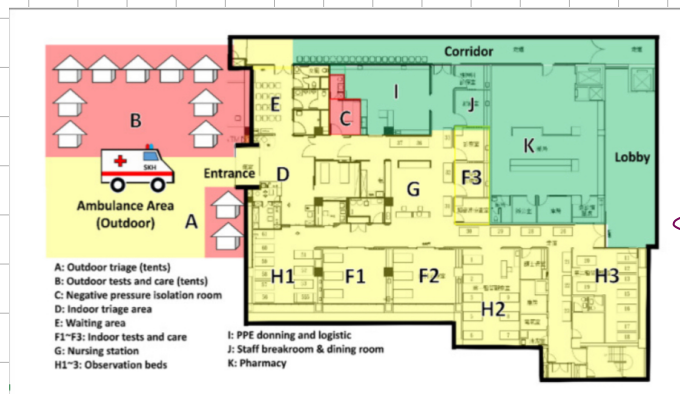 Corridor
E
I
J
C
B
K
Lobby
SKH
Entrance
D
G
F3
Ambulance Area
(Outdoor)
A
H1
F1
F2
H2
H3
A: Outdoor triage (tents)
B: Outdoor tests and care (tents)
C: Negative pressure isolation room
D: Indoor triage area
E: Waiting area
F1~F3: Indoor tests and care
G: Nursing station
H1~3: Observation beds
I: PPE donning and logistic
J: Staff breakroom & dining room
K: Pharmacy